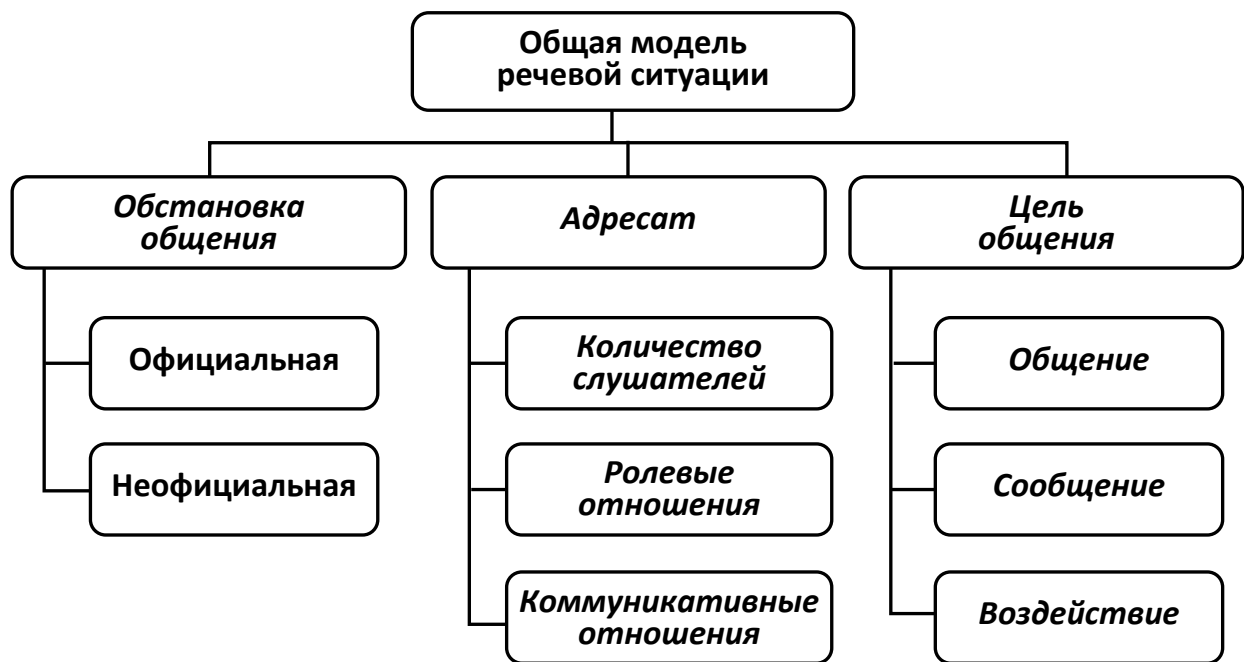 Общая модель
речевой ситуации
Обстановка
общения
Адресат
Цель
общения
Официальная
Неофициальная
Количество
слушателей
Ролевые
отношения
Коммуникативные
отношения
Общение
Сообщение
Воздействие